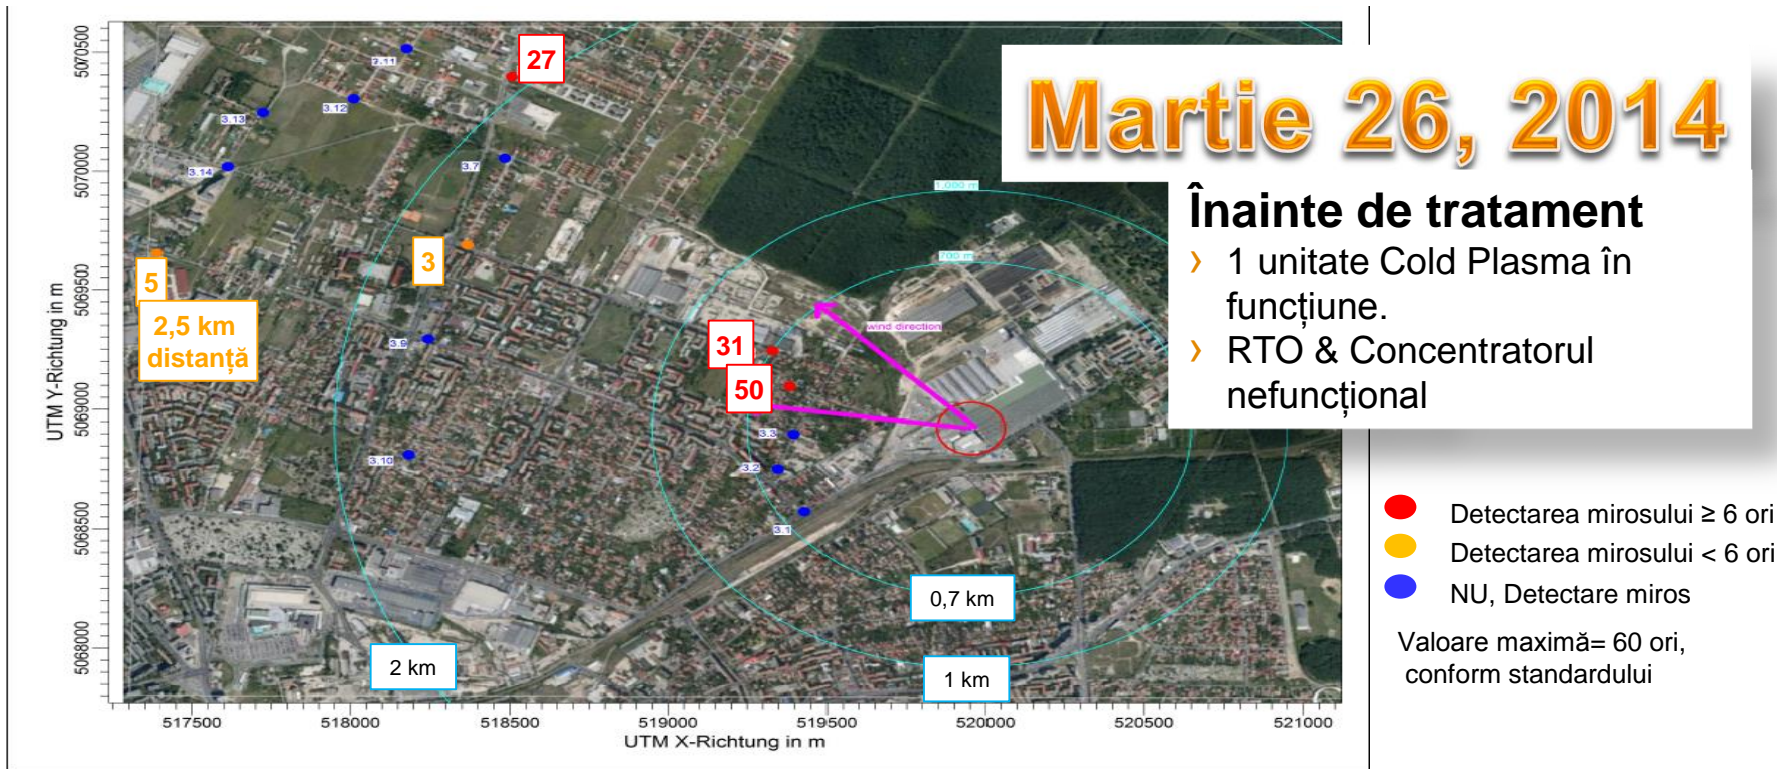 Martie 26, 2014
Înainte de tratament
› 1 unitate Cold Plasma în
funcțiune.
› RTO & Concentratorul
nefuncțional
27
3.11
3.12
3.13
3.14
3.7
3
5
2,5 km
distanță
3.9
3.10
31
50
3.3
3.2
3.1
1,000 m
700 m
wind direction
0,7 km
1 km
2 km
UTM Y-Richtung in m
5070500
5070000
5069500
5069000
5068500
5068000
517500
518000
518500
519000
519500
520000
520500
521000
UTM X-Richtung in m
Detectarea mirosului ≥ 6 ori
Detectarea mirosului < 6 ori
NU, Detectare miros
Valoare maximă= 60 ori,
conform standardului